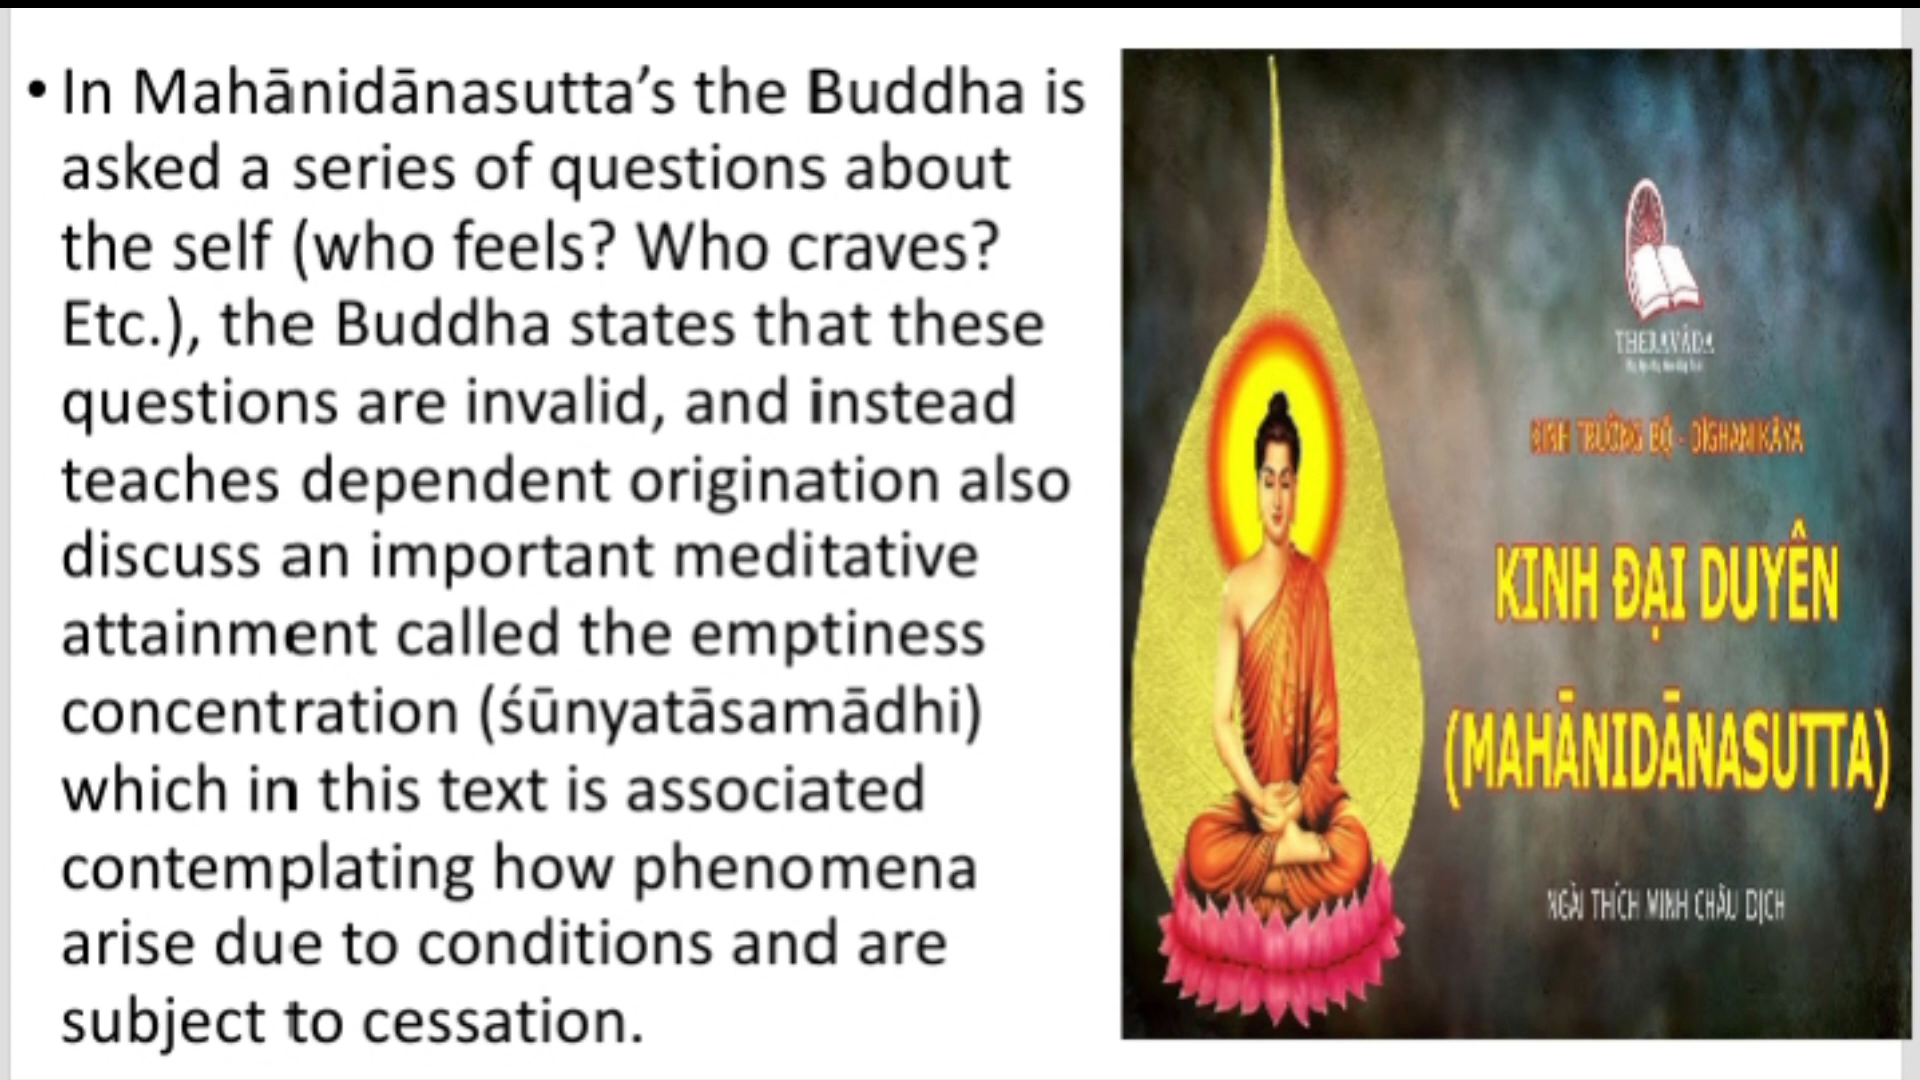 • In Mahānidānasutta’s the Buddha is
asked a series of questions about
the self (who feels? Who craves?
Etc.), the Buddha states that these
questions are invalid, and instead
teaches dependent origination also
discuss an important meditative
attainment called the emptiness
concentration (śūnyatāsamādhi)
which in this text is associated
contemplating how phenomena
arise due to conditions and are
subject to cessation.
THERAVĀDA
KINH TRƯỜNG BỘ - DĪGHANIKĀYA
KINH ĐẠI DUYÊN
(MAHĀNIDĀNASUTTA)
NGÀI THÍCH MINH CHÂU DỊCH